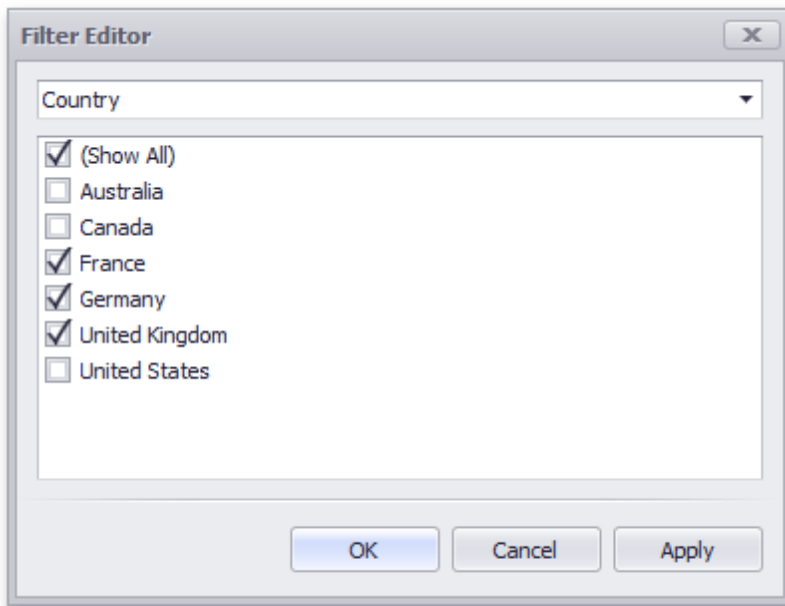 Filter Editor
Country
(Show All)
Australia
Canada
France
Germany
United Kingdom
United States
OK Cancel Apply